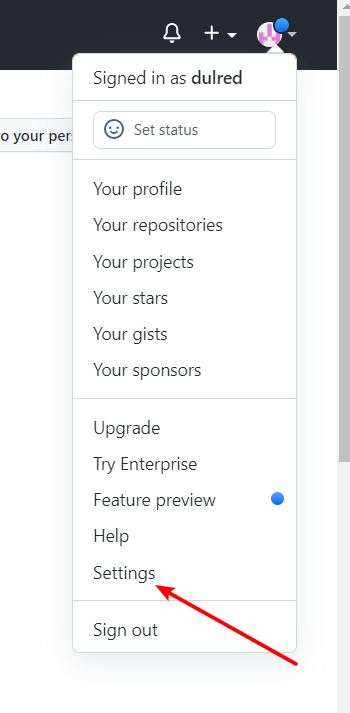 Signed in as dulred
Set status
o your per
Your profile
Your repositories
Your projects
Your stars
Your gists
Your sponsors
Upgrade
Try Enterprise
Feature preview
Help
Settings
Sign out